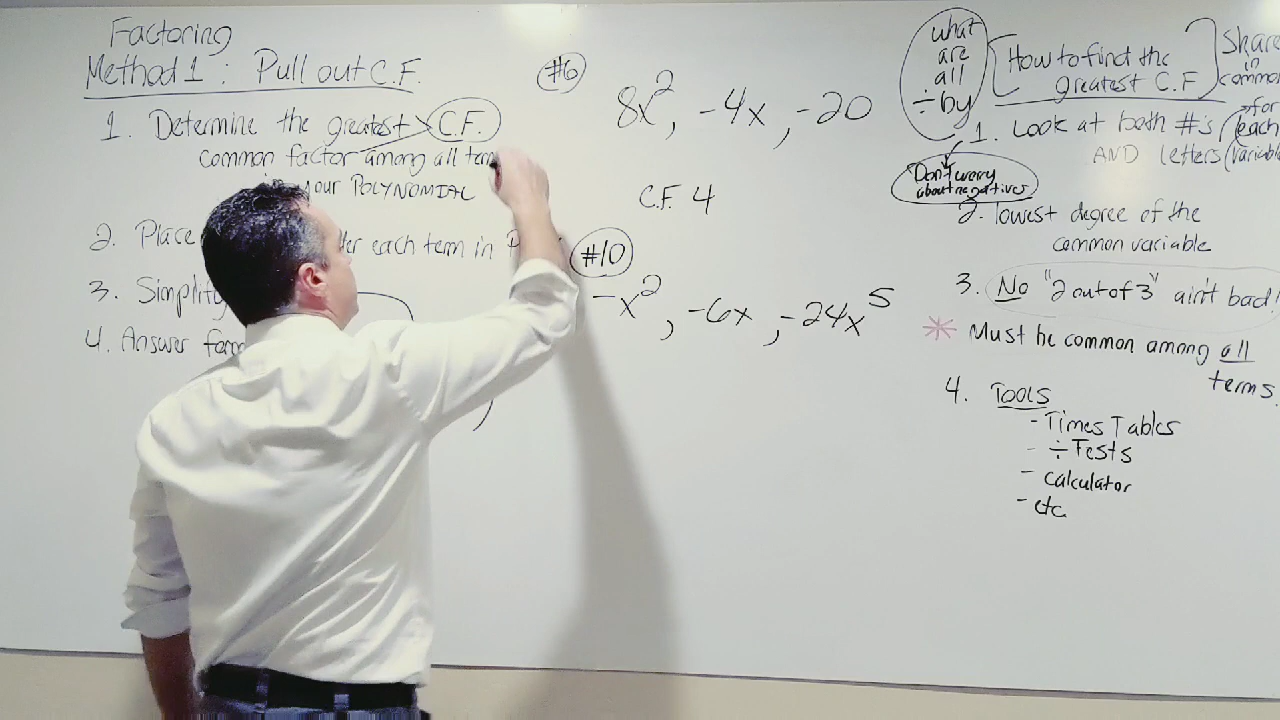 Factoring
Method 1 : Pull out C.F.
1. Determine the greatest C.F.
common factor among all term
your POLYNOMIAL
2. Place er each term in P
3. Simplify
4. Answer form
#6
8x², -4x, -20
C.F. 4
#10
-x², -6x, -24x⁵
what
are
all
÷ by
How to find the
greatest C.F
Share
in
common
1. Look at both #'s
AND letters
for
each
variable
Don't worry
about negatives
2. lowest degree of the
common variable
3. No "2 out of 3" ain't bad!
* Must be common among all
terms.
4. TOOLS
- Times Tables
- ÷ Tests
- calculator
- etc